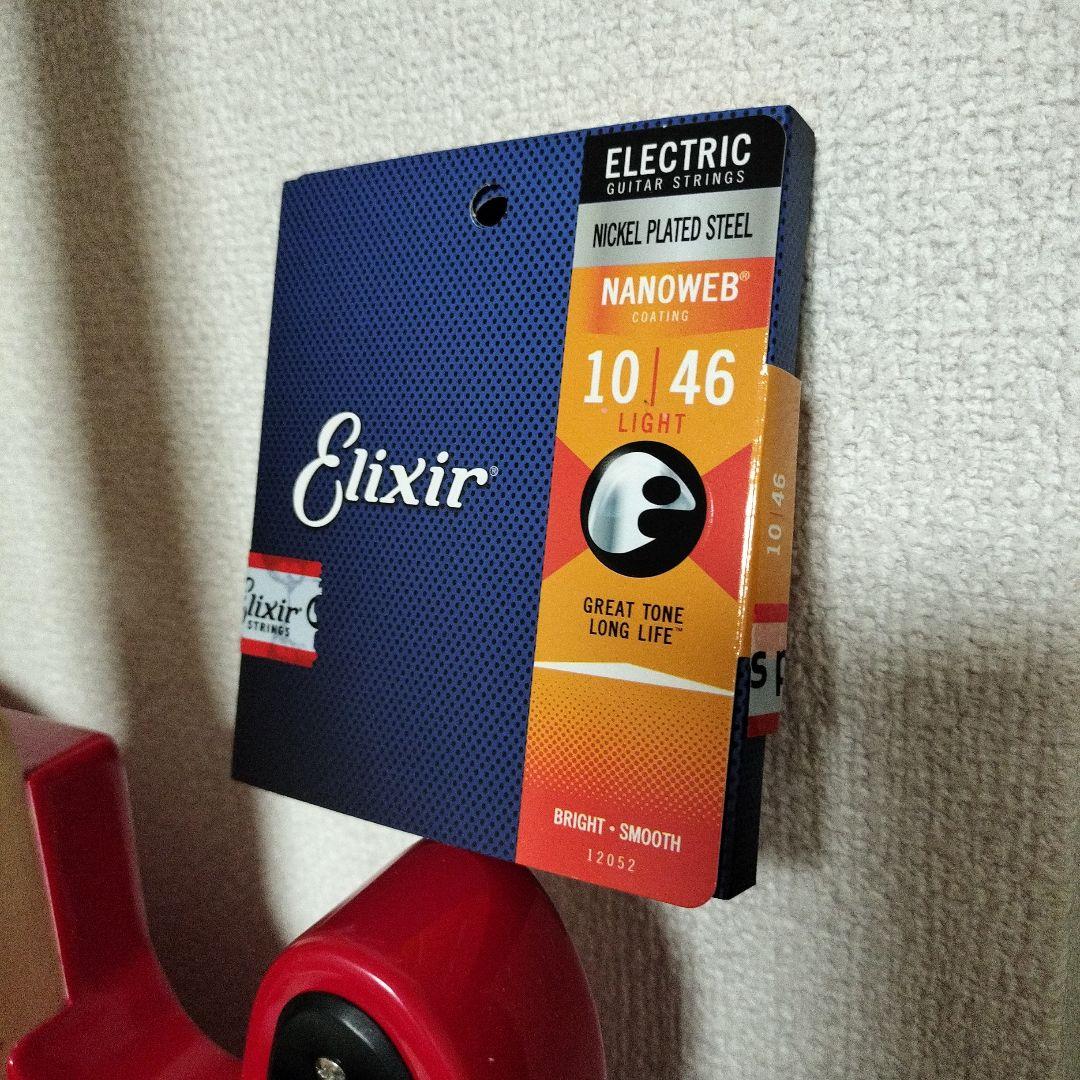 ELECTRIC
GUITAR STRINGS
NICKEL PLATED STEEL
NANOWEB®
COATING
10|46
LIGHT
Elixir®
GREAT TONE
LONG LIFE™
BRIGHT • SMOOTH
12052
Elixir
STRINGS
10|46